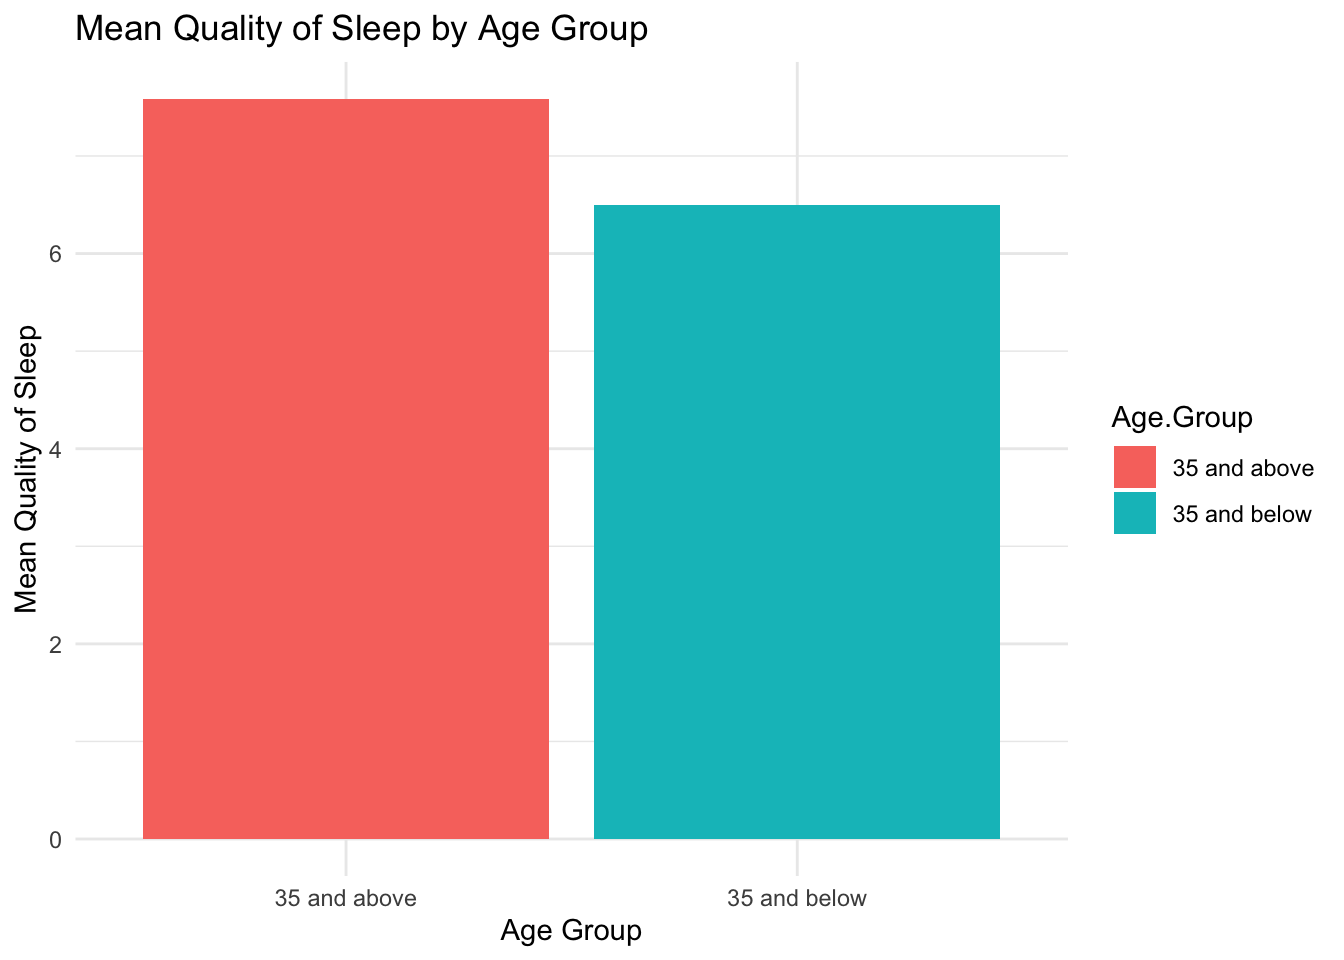 Mean Quality of Sleep by Age Group
Mean Quality of Sleep
6
4
2
0
35 and above
35 and below
Age Group
Age.Group
35 and above
35 and below